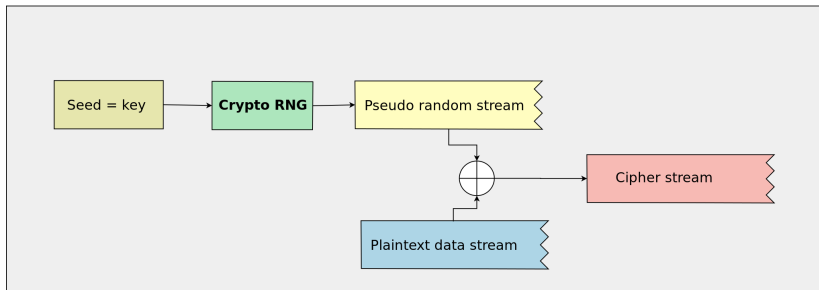 Seed = key
Crypto RNG
Pseudo random stream
Cipher stream
Plaintext data stream